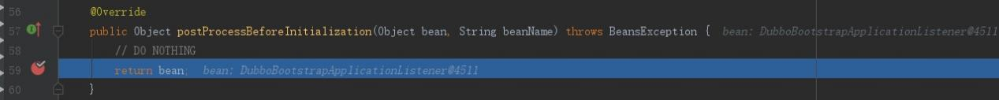 56 @Override
57 public Object postProcessBeforeInitialization(Object bean, String beanName) throws BeansException { bean: DubboBootstrapApplicationListener@4511
58 // DO NOTHING
59 return bean; bean: DubboBootstrapApplicationListener@4511
60 }